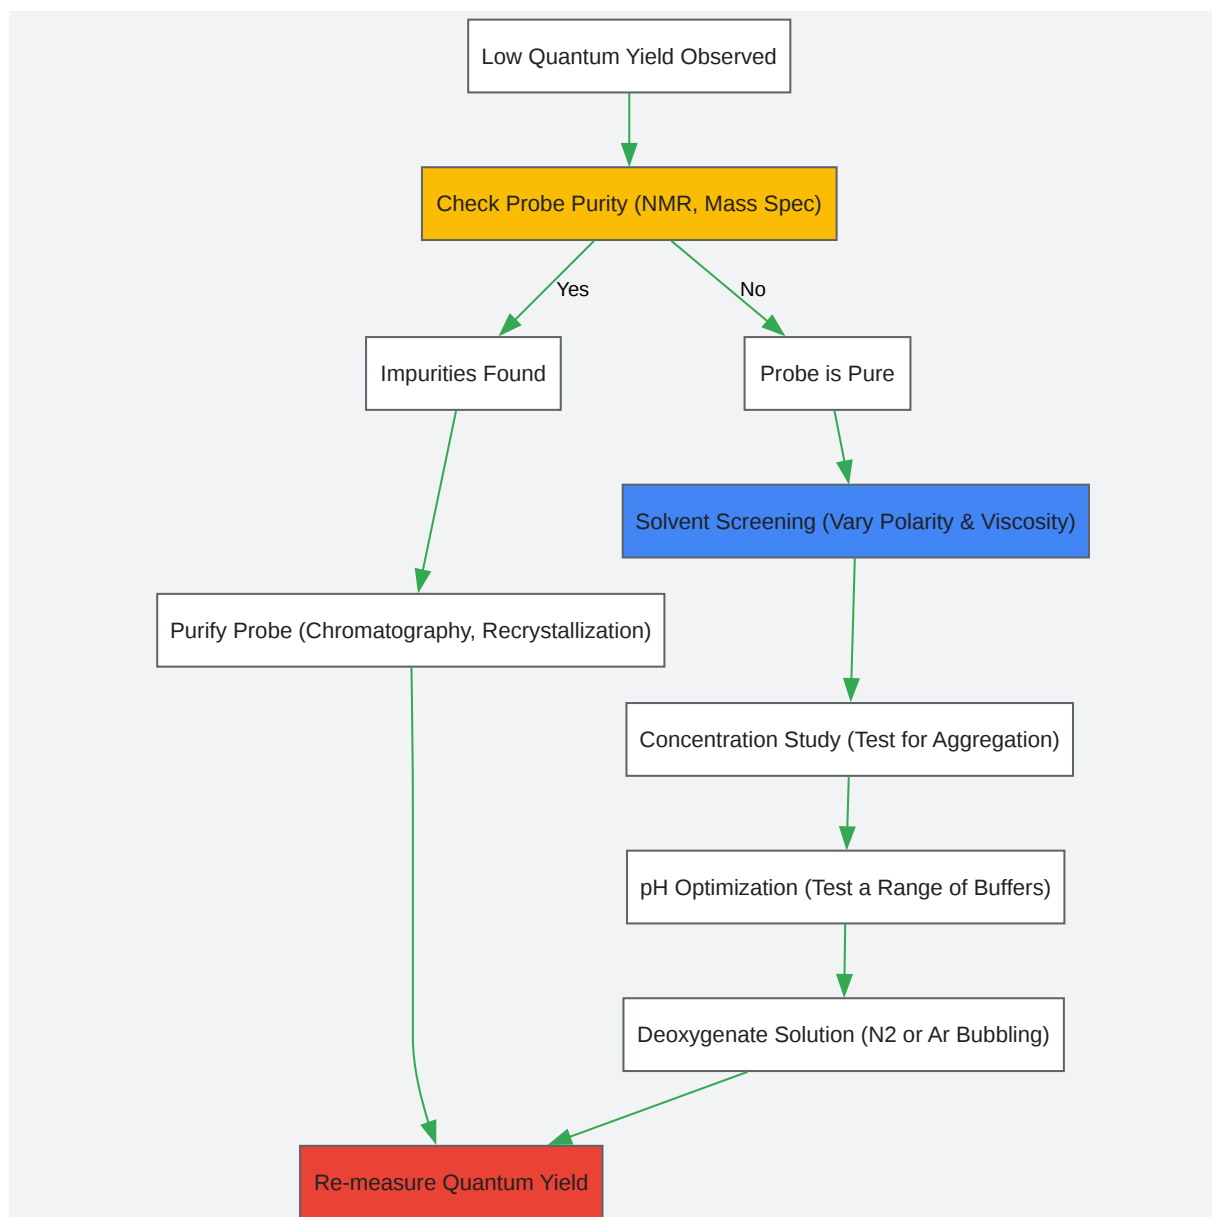 Low Quantum Yield Observed
Check Probe Purity (NMR, Mass Spec)
Yes
No
Impurities Found
Probe is Pure
Solvent Screening (Vary Polarity & Viscosity)
Purify Probe (Chromatography, Recrystallization)
Concentration Study (Test for Aggregation)
pH Optimization (Test a Range of Buffers)
Deoxygenate Solution (N2 or Ar Bubbling)
Re-measure Quantum Yield